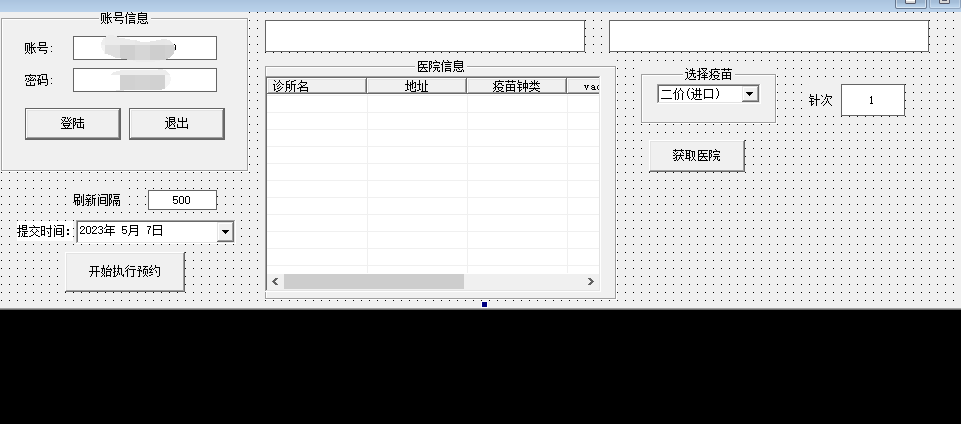 账号信息
账号:
密码:
登陆
退出
刷新间隔
500
提交时间:
2023年 5月 7日
开始执行预约
医院信息
诊所名 地址 疫苗钟类
选择疫苗
二价(进口)
针次
1
获取医院